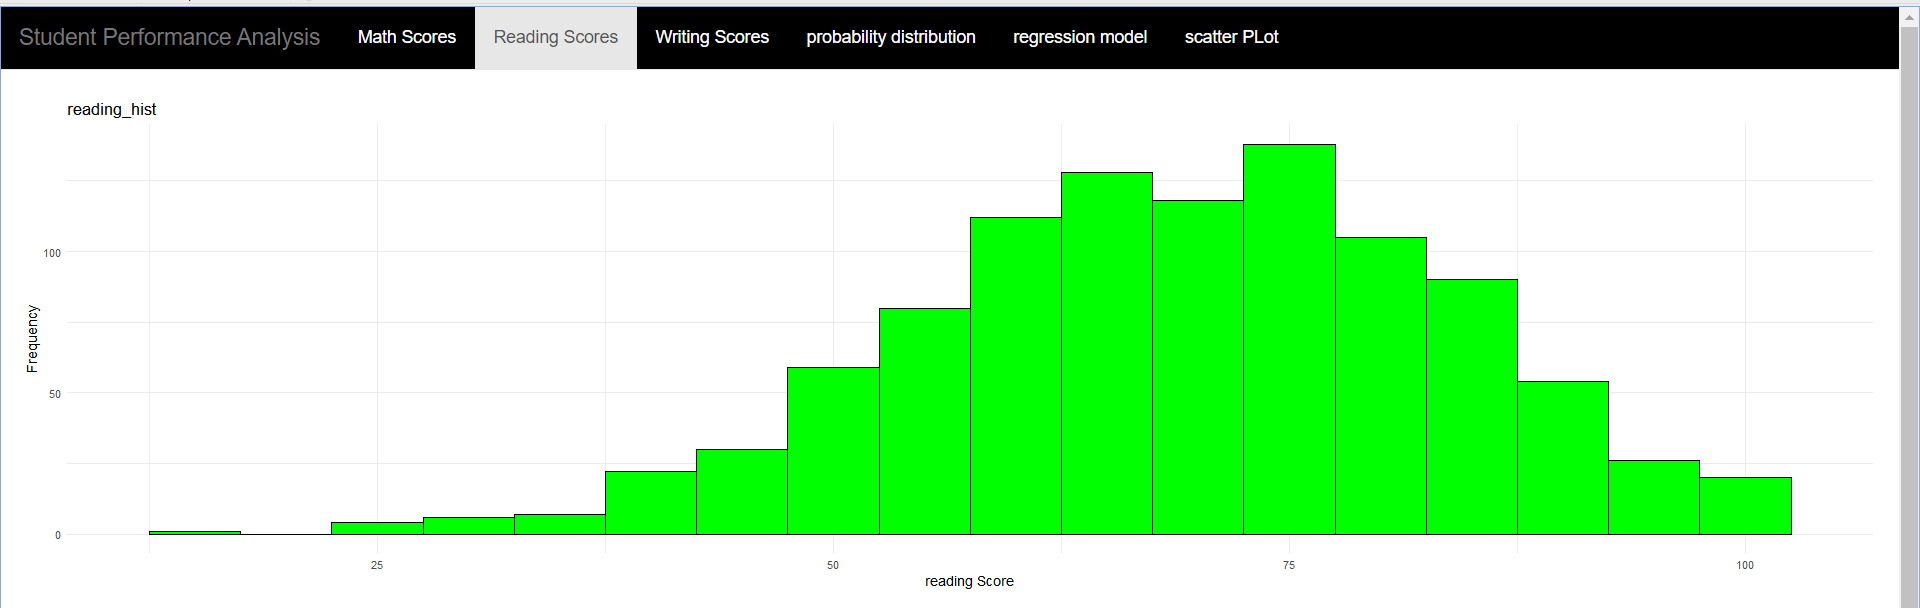 Student Performance Analysis Math Scores Reading Scores Writing Scores probability distribution regression model scatter PLot
reading_hist
100
50
0
Frequency
25 50 75 100
reading Score